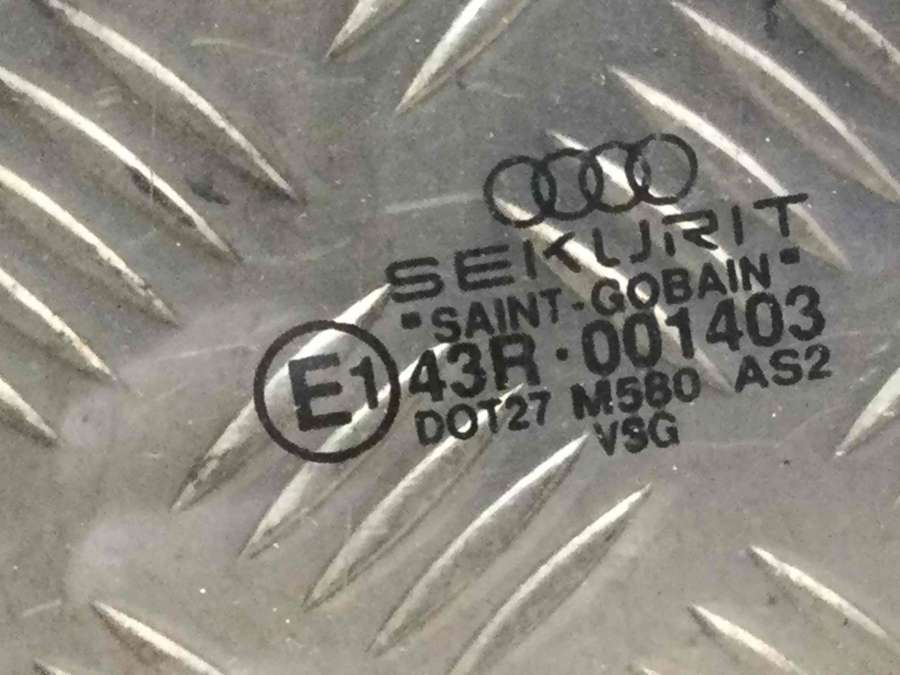 SEKURIT
"SAINT-GOBAIN"
E1 43R·001403
DOT27 M580 AS2
VSG